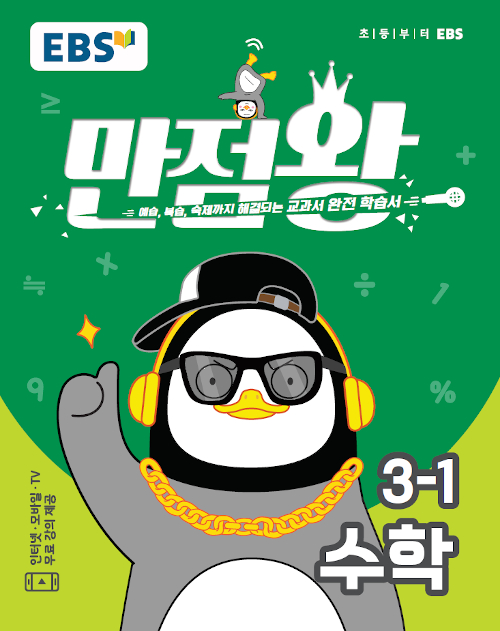 EBS
초등부터 EBS
만점왕
예습, 복습, 숙제까지 해결되는 교과서 완전 학습서
≥
+
×
≒
÷
1
9
%
3-1
수학
인터넷·모바일·TV
무료 강의 제공